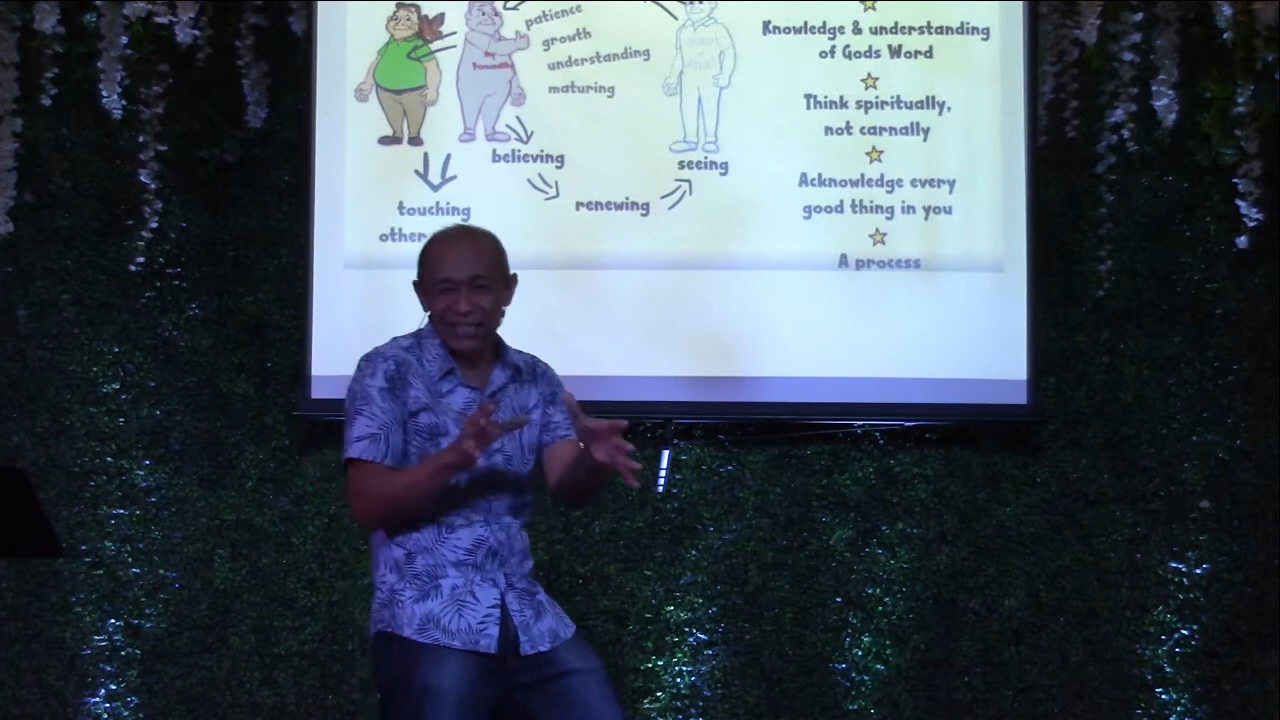 patience
growth
understanding
maturing
believing
renewing
seeing
touching
other
Knowledge & understanding
of Gods Word
Think spiritually,
not carnally
Acknowledge every
good thing in you
A process